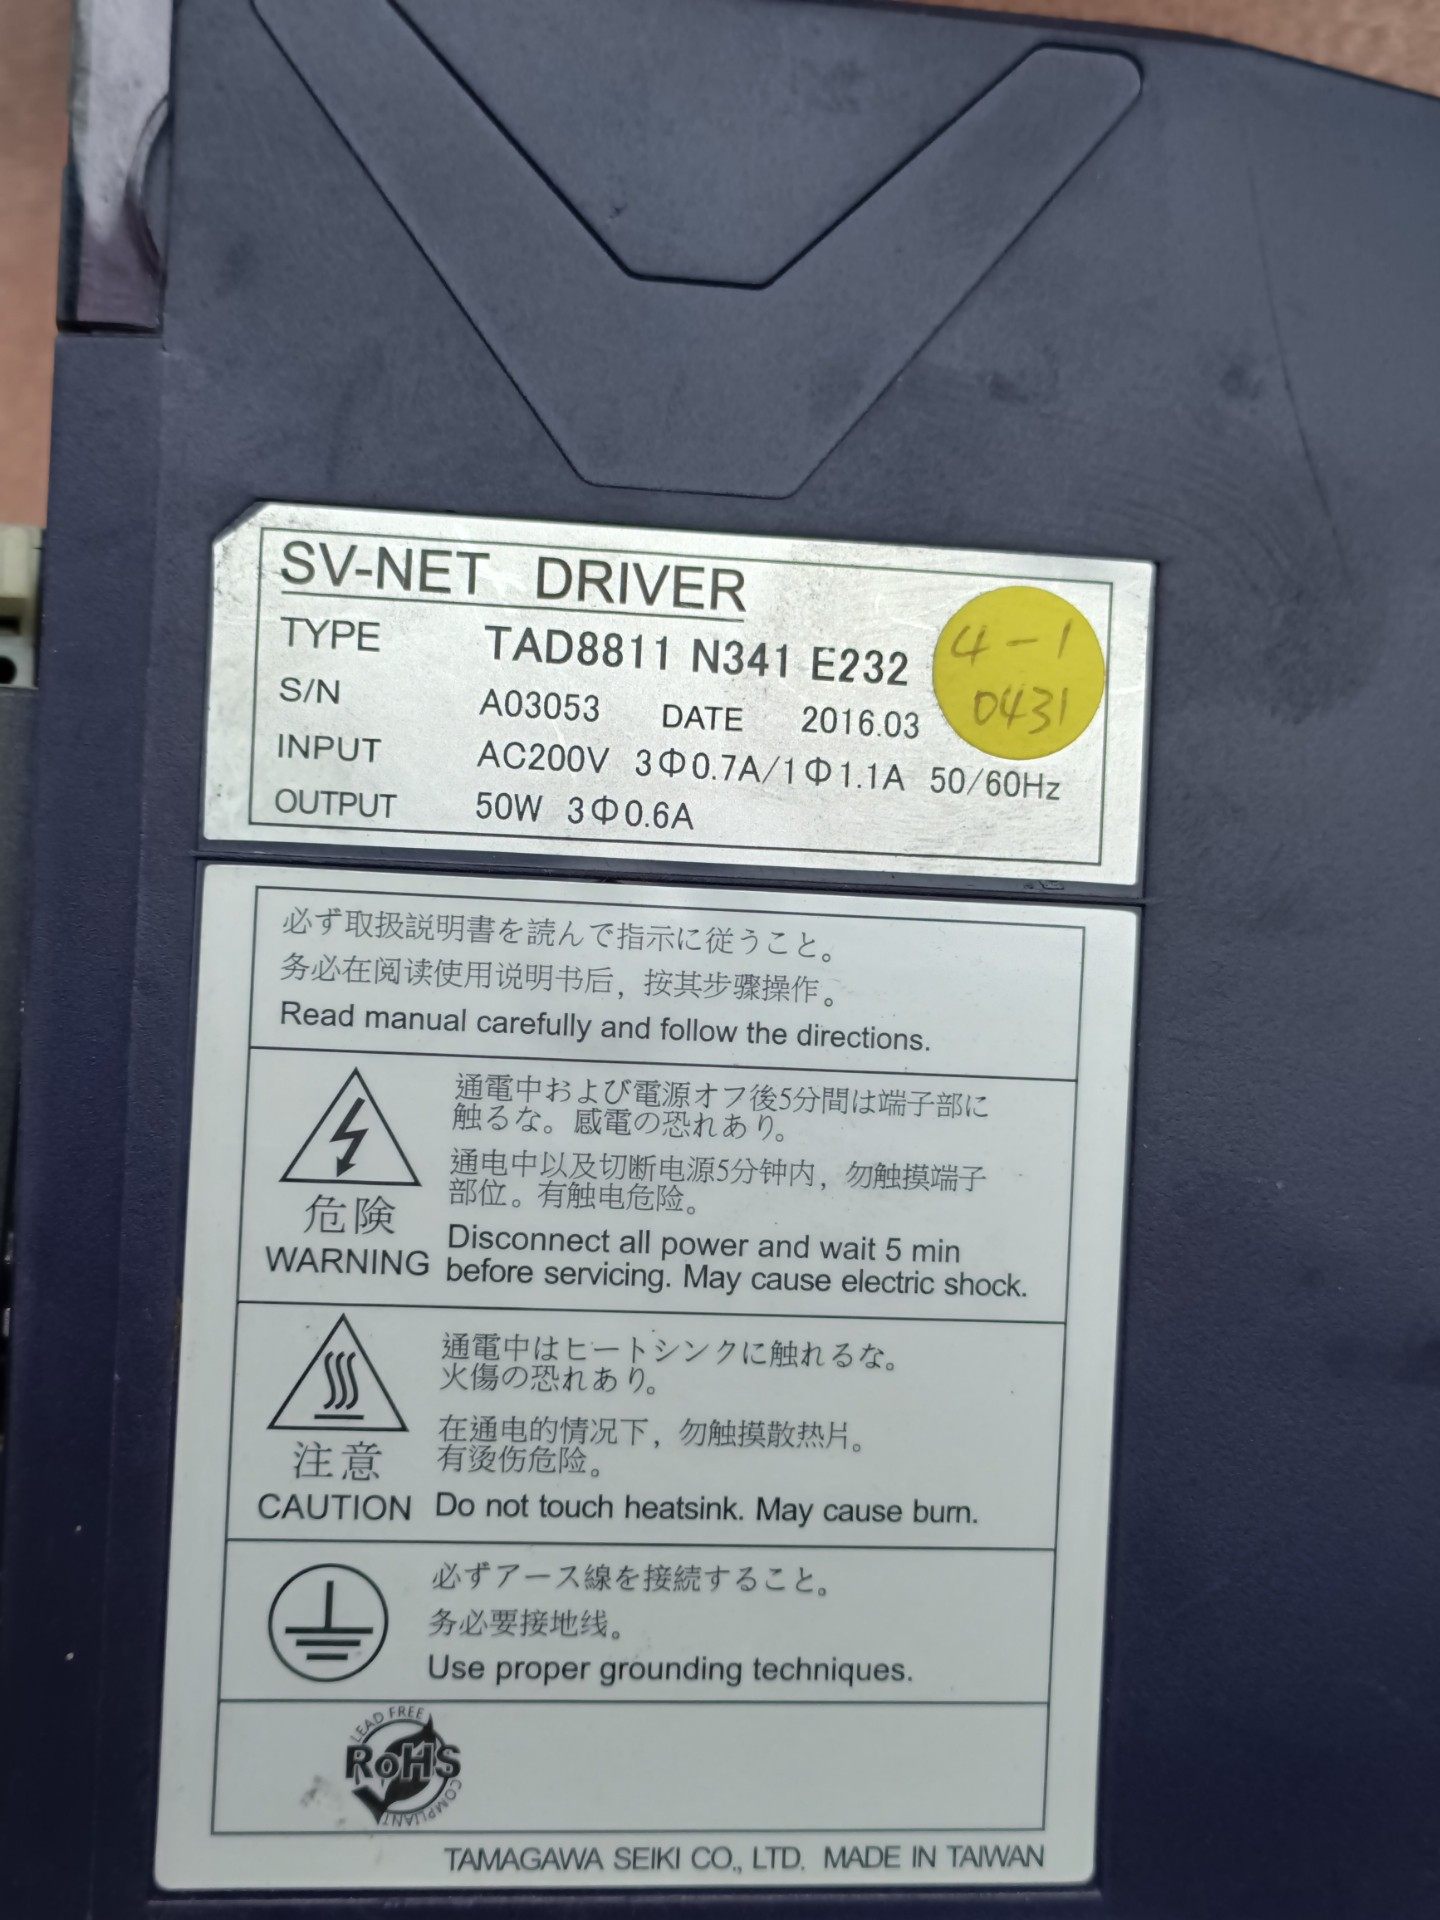 SV-NET DRIVER
TYPE TAD8811 N341 E232
4-1
0431
S/N A03053 DATE 2016.03
INPUT AC200V 3Φ0.7A/1Φ1.1A 50/60Hz
OUTPUT 50W 3Φ0.6A
必ず取扱説明書を読んで指示に従うこと。
务必在阅读使用说明书后，按其步骤操作。
Read manual carefully and follow the directions.
通電中および電源オフ後5分間は端子部に
触るな。感電の恐れあり。
通电中以及切断电源5分钟内，勿触摸端子
部位。有触电危险。
危険
WARNING
Disconnect all power and wait 5 min
before servicing. May cause electric shock.
通電中はヒートシンクに触れるな。
火傷の恐れあり。
在通电的情况下，勿触摸散热片。
有烫伤危险。
注意
CAUTION
Do not touch heatsink. May cause burn.
必ずアース線を接続すること。
务必要接地线。
Use proper grounding techniques.
LEAD FREE
RoHS
COMPLIANT
TAMAGAWA SEIKI CO., LTD. MADE IN TAIWAN